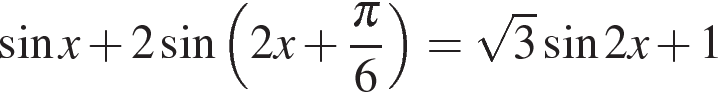 sin x + 2 sin (2x + π/6) = √3 sin 2x + 1